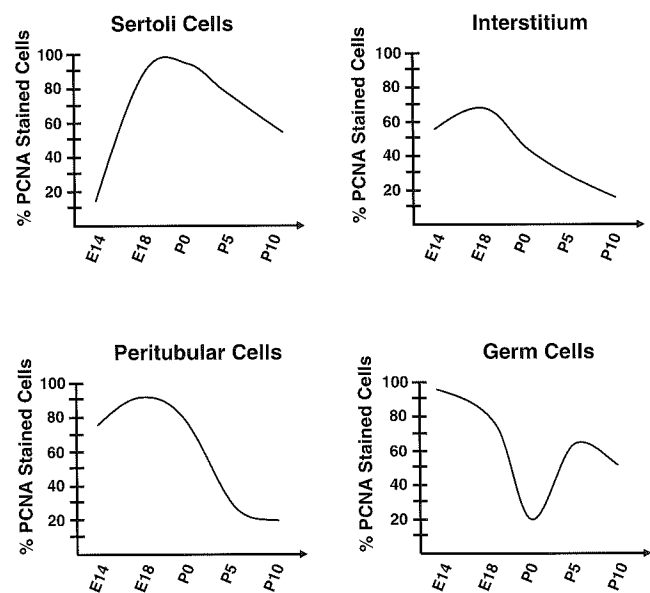 Sertoli Cells
% PCNA Stained Cells
100
80
60
40
20
E14 E18 P0 P5 P10
Interstitium
% PCNA Stained Cells
100
80
60
40
20
E14 E18 P0 P5 P10
Peritubular Cells
% PCNA Stained Cells
100
80
60
40
20
E14 E18 P0 P5 P10
Germ Cells
% PCNA Stained Cells
100
80
60
40
20
E14 E18 P0 P5 P10